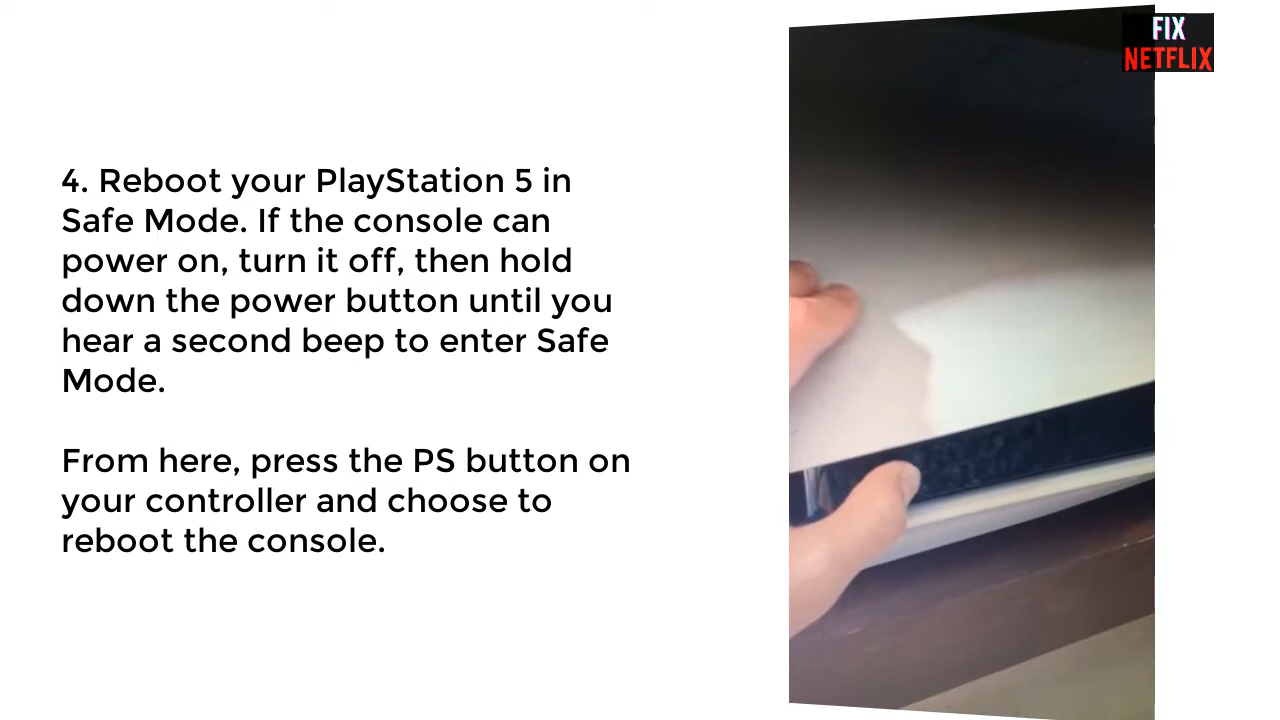 FIX
NETFLIX
4. Reboot your PlayStation 5 in
Safe Mode. If the console can
power on, turn it off, then hold
down the power button until you
hear a second beep to enter Safe
Mode.
From here, press the PS button on
your controller and choose to
reboot the console.